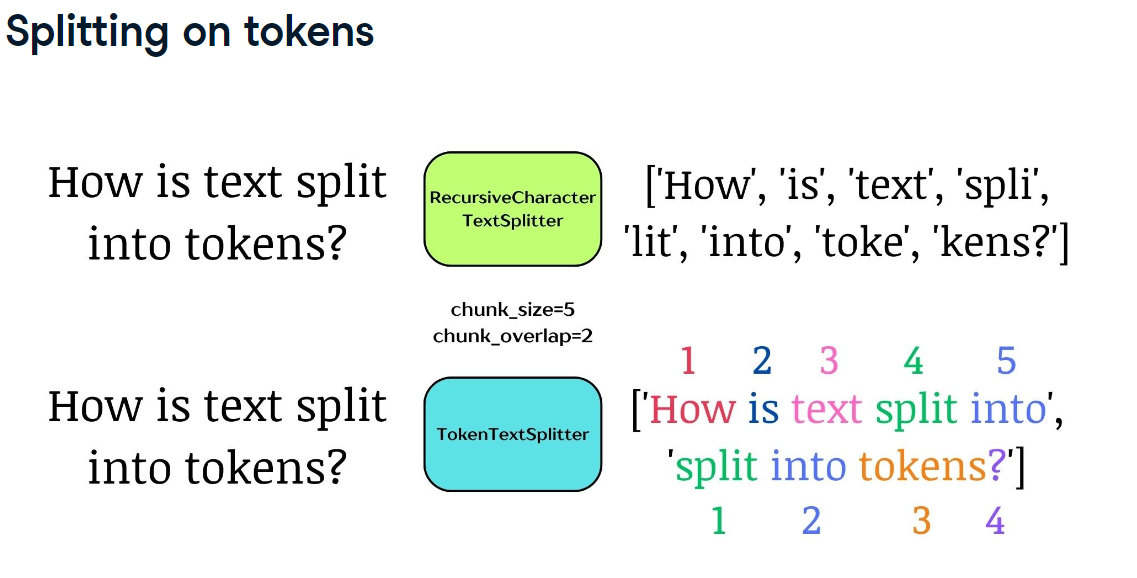 Splitting on tokens
How is text split
into tokens?
RecursiveCharacter
TextSplitter
['How', 'is', 'text', 'spli',
'lit', 'into', 'toke', 'kens?']
chunk_size=5
chunk_overlap=2
1 2 3 4 5
How is text split
into tokens?
TokenTextSplitter
['How is text split into',
'split into tokens?']
1 2 3 4